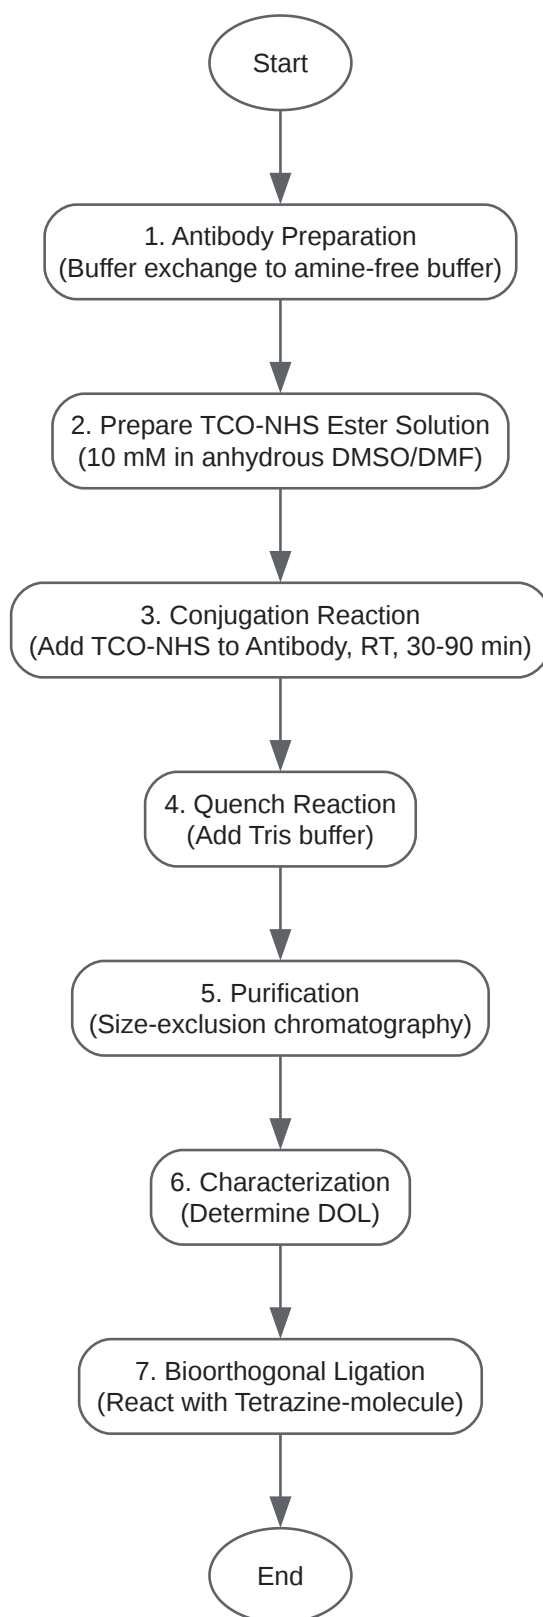 Start
1. Antibody Preparation
(Buffer exchange to amine-free buffer)
2. Prepare TCO-NHS Ester Solution
(10 mM in anhydrous DMSO/DMF)
3. Conjugation Reaction
(Add TCO-NHS to Antibody, RT, 30-90 min)
4. Quench Reaction
(Add Tris buffer)
5. Purification
(Size-exclusion chromatography)
6. Characterization
(Determine DOL)
7. Bioorthogonal Ligation
(React with Tetrazine-molecule)
End